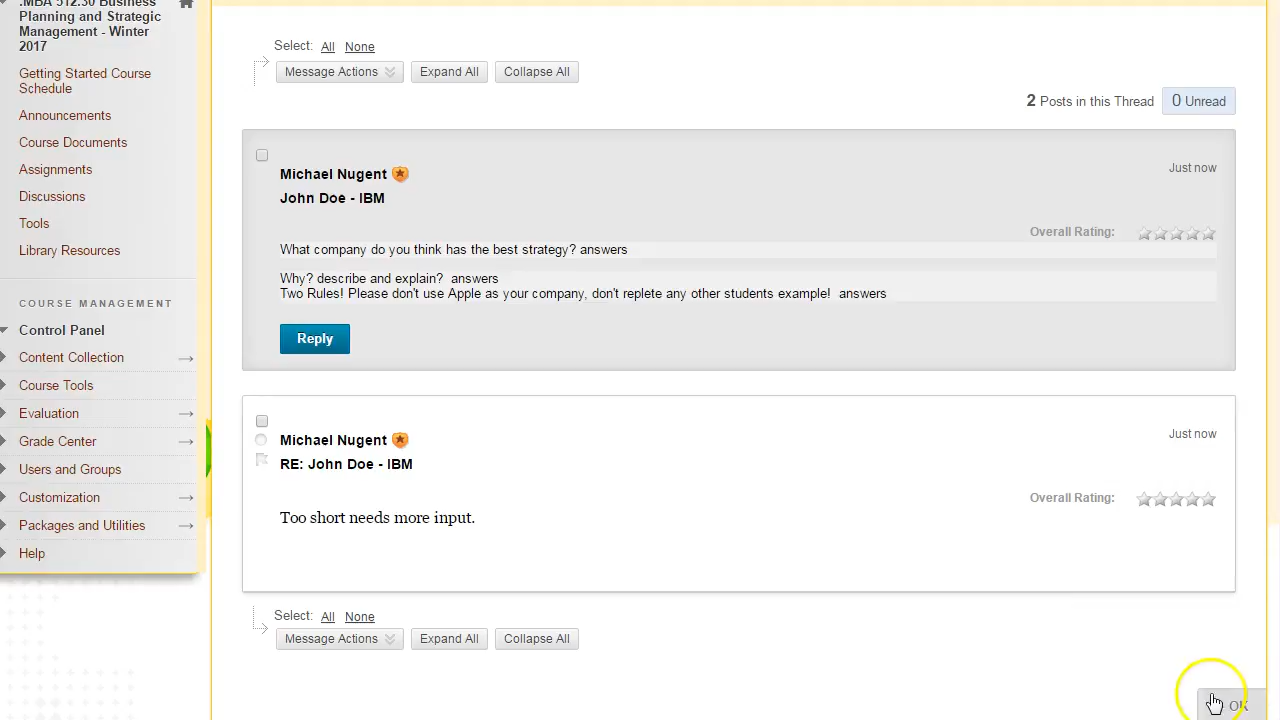 .MBA 512.30 Business
Planning and Strategic
Management - Winter
2017
Getting Started Course
Schedule
Announcements
Course Documents
Assignments
Discussions
Tools
Library Resources
COURSE MANAGEMENT
Control Panel
Content Collection
Course Tools
Evaluation
Grade Center
Users and Groups
Customization
Packages and Utilities
Help
Select: All None
Message Actions Expand All Collapse All
2 Posts in this Thread 0 Unread
Michael Nugent Just now
John Doe - IBM
Overall Rating:
What company do you think has the best strategy? answers
Why? describe and explain? answers
Two Rules! Please don't use Apple as your company, don't replete any other students example! answers
Reply
Michael Nugent Just now
RE: John Doe - IBM
Overall Rating:
Too short needs more input.
Select: All None
Message Actions Expand All Collapse All
OK